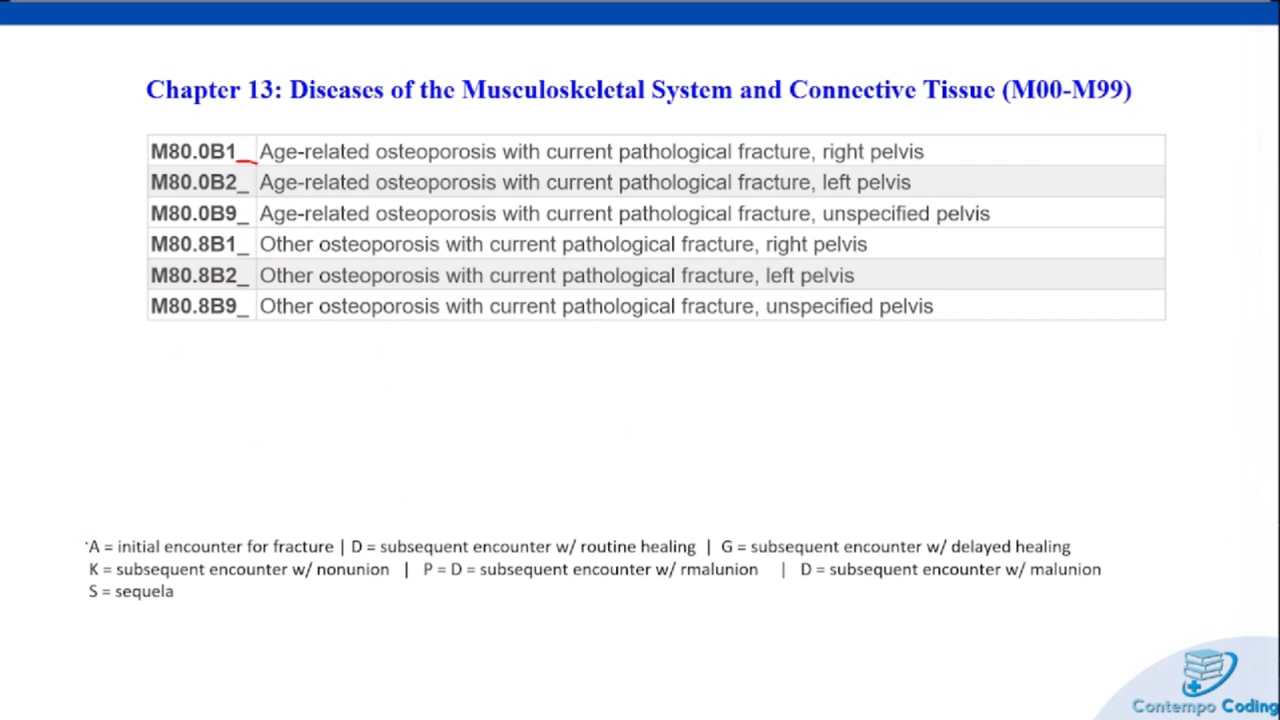 Chapter 13: Diseases of the Musculoskeletal System and Connective Tissue (M00-M99)
M80.0B1_ Age-related osteoporosis with current pathological fracture, right pelvis
M80.0B2_ Age-related osteoporosis with current pathological fracture, left pelvis
M80.0B9_ Age-related osteoporosis with current pathological fracture, unspecified pelvis
M80.8B1_ Other osteoporosis with current pathological fracture, right pelvis
M80.8B2_ Other osteoporosis with current pathological fracture, left pelvis
M80.8B9_ Other osteoporosis with current pathological fracture, unspecified pelvis
A = initial encounter for fracture | D = subsequent encounter w/ routine healing | G = subsequent encounter w/ delayed healing
K = subsequent encounter w/ nonunion | P = D = subsequent encounter w/ rmalunion | D = subsequent encounter w/ malunion
S = sequela
Contempo Coding